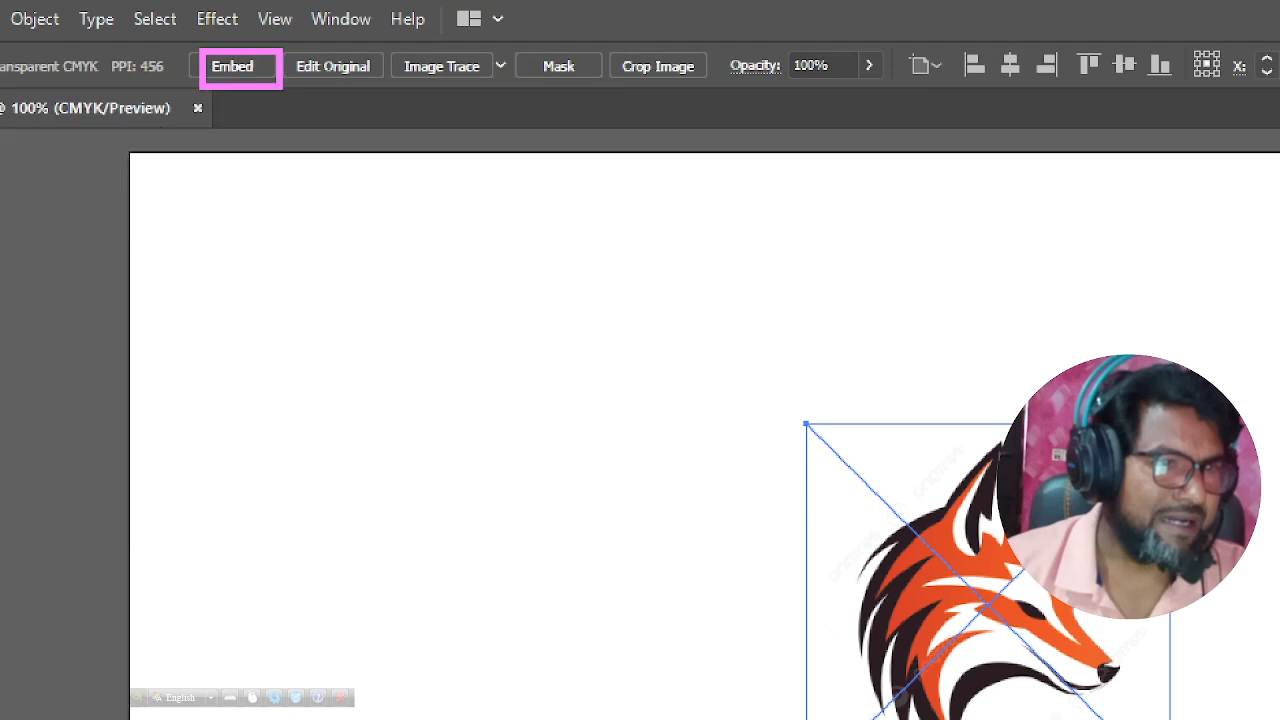 Object Type Select Effect View Window Help
ansparent CMYK PPI: 456 Embed Edit Original Image Trace Mask Crop Image Opacity: 100% X:
@ 100% (CMYK/Preview) ×
English